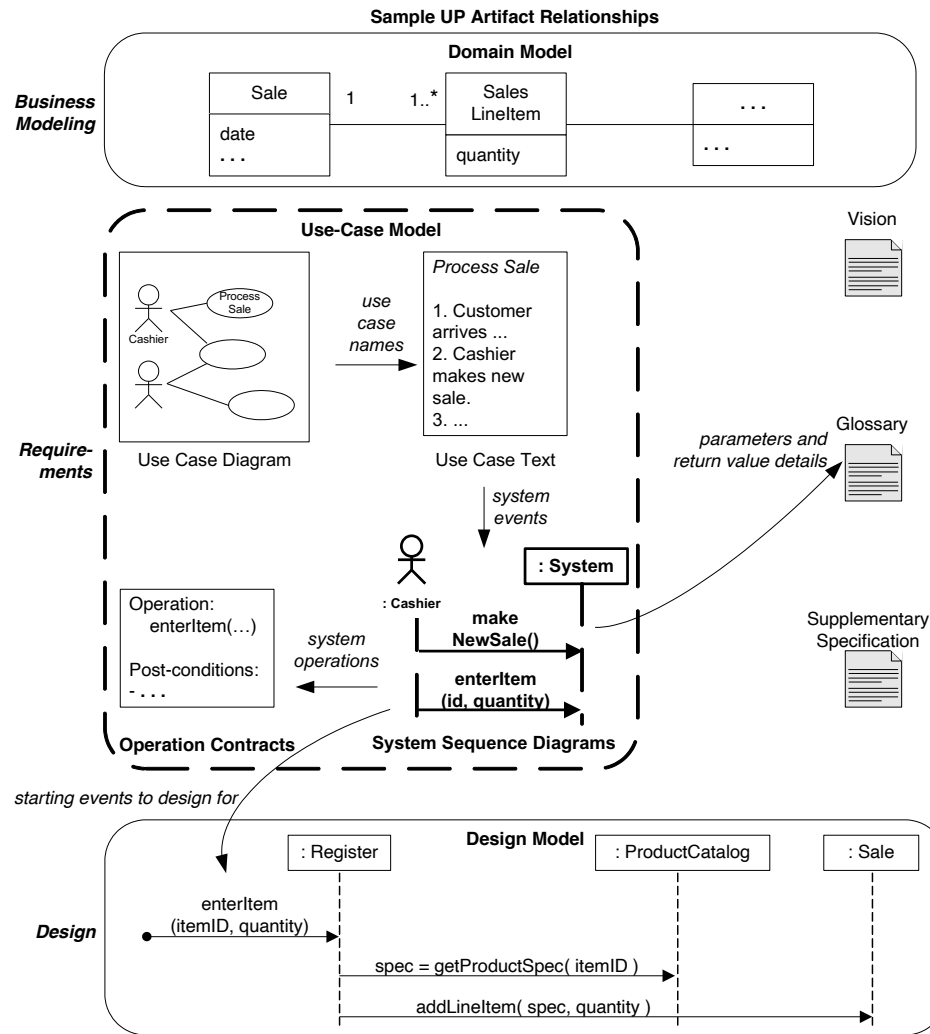 Sample UP Artifact Relationships
Domain Model
Business
Modeling
Sale
1
1..*
Sales
LineItem
. . .
date
. . .
quantity
. . .
Use-Case Model
Vision
Process
Sale
Cashier
use
case
names
Process Sale
1. Customer
arrives ...
2. Cashier
makes new
sale.
3. ...
Use Case Diagram
Use Case Text
Require-
ments
parameters and
return value details
Glossary
system
events
: System
: Cashier
make
NewSale()
enterItem
(id, quantity)
Operation:
enterItem(…)
Post-conditions:
- . . .
system
operations
Supplementary
Specification
Operation Contracts
System Sequence Diagrams
starting events to design for
Design Model
: Register
: ProductCatalog
: Sale
Design
enterItem
(itemID, quantity)
spec = getProductSpec( itemID )
addLineItem( spec, quantity )